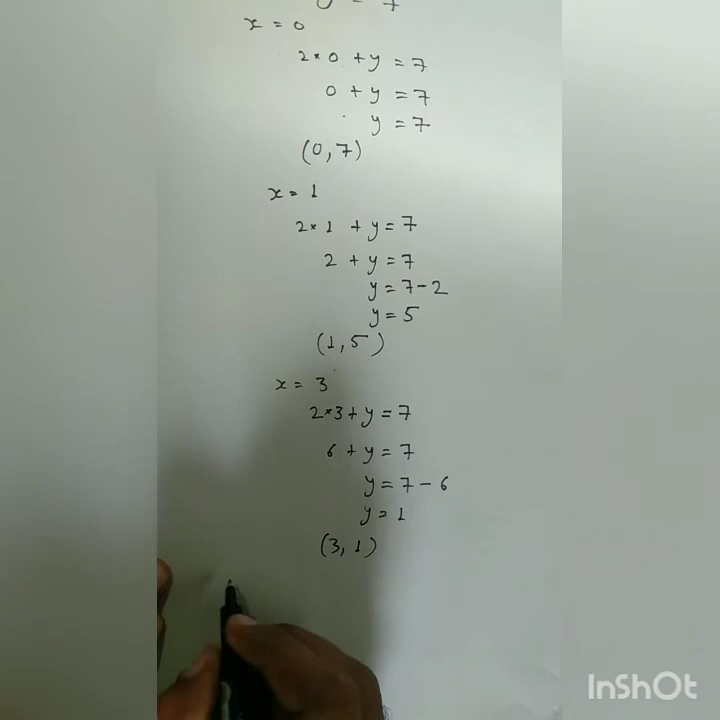 y = 7
x = 0
2*0 + y = 7
0 + y = 7
y = 7
(0,7)
x = 1
2*1 + y = 7
2 + y = 7
y = 7-2
y = 5
(1,5)
x = 3
2*3+y = 7
6 + y = 7
y = 7-6
y = 1
(3,1)
InShOt